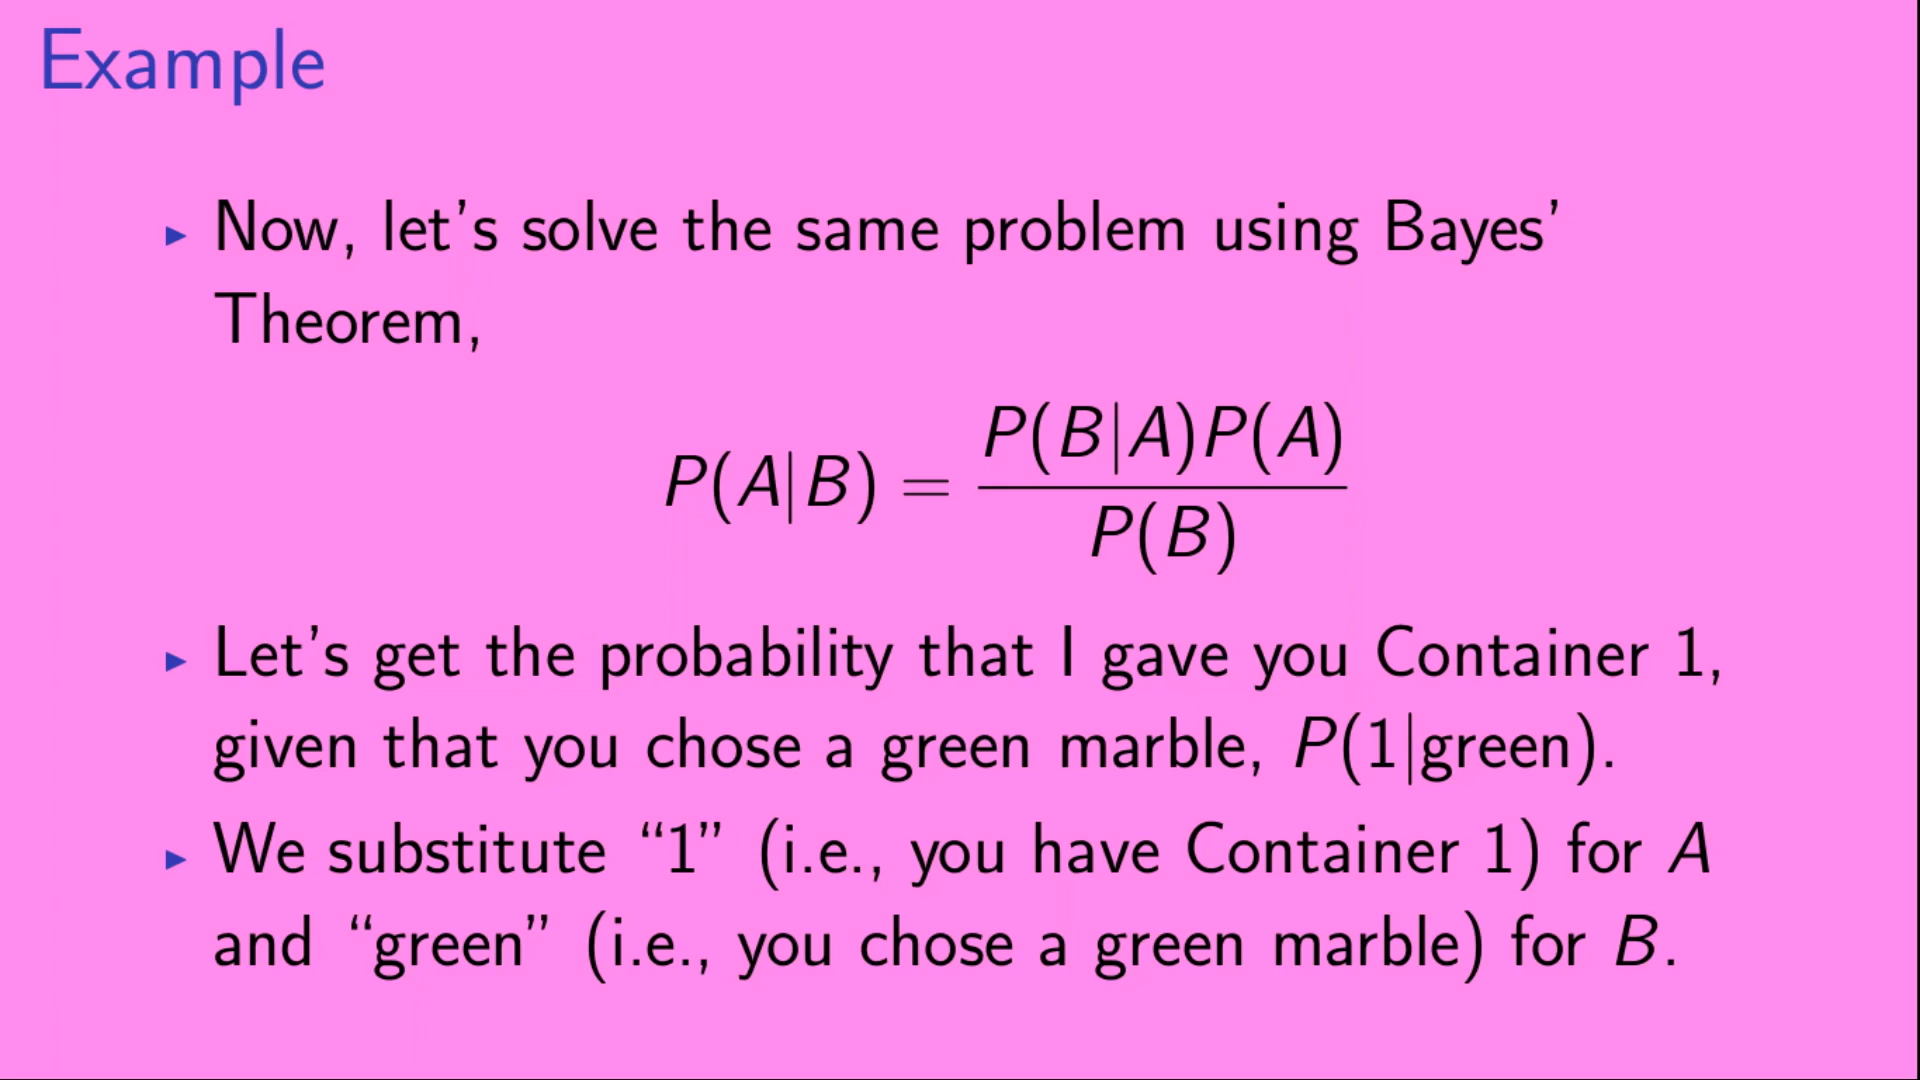 Example
▸ Now, let’s solve the same problem using Bayes’
Theorem,
P(A|B) = P(B|A)P(A) / P(B)
▸ Let’s get the probability that I gave you Container 1,
given that you chose a green marble, P(1|green).
▸ We substitute “1” (i.e., you have Container 1) for A
and “green” (i.e., you chose a green marble) for B.